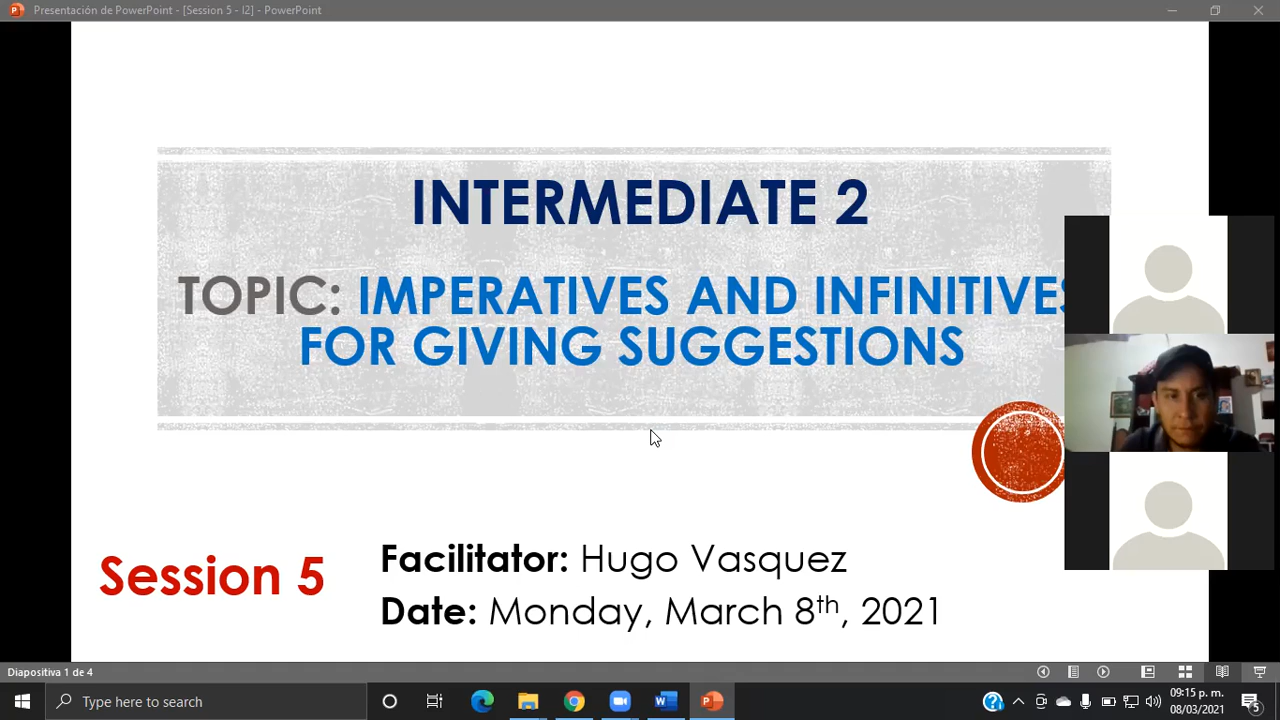 Presentación de PowerPoint - [Session 5 - I2] - PowerPoint
INTERMEDIATE 2
TOPIC: IMPERATIVES AND INFINITIVES
FOR GIVING SUGGESTIONS
Session 5
Facilitator: Hugo Vasquez
Date: Monday, March 8th, 2021
Diapositiva 1 de 4
Type here to search
09:15 p. m.
08/03/2021
5